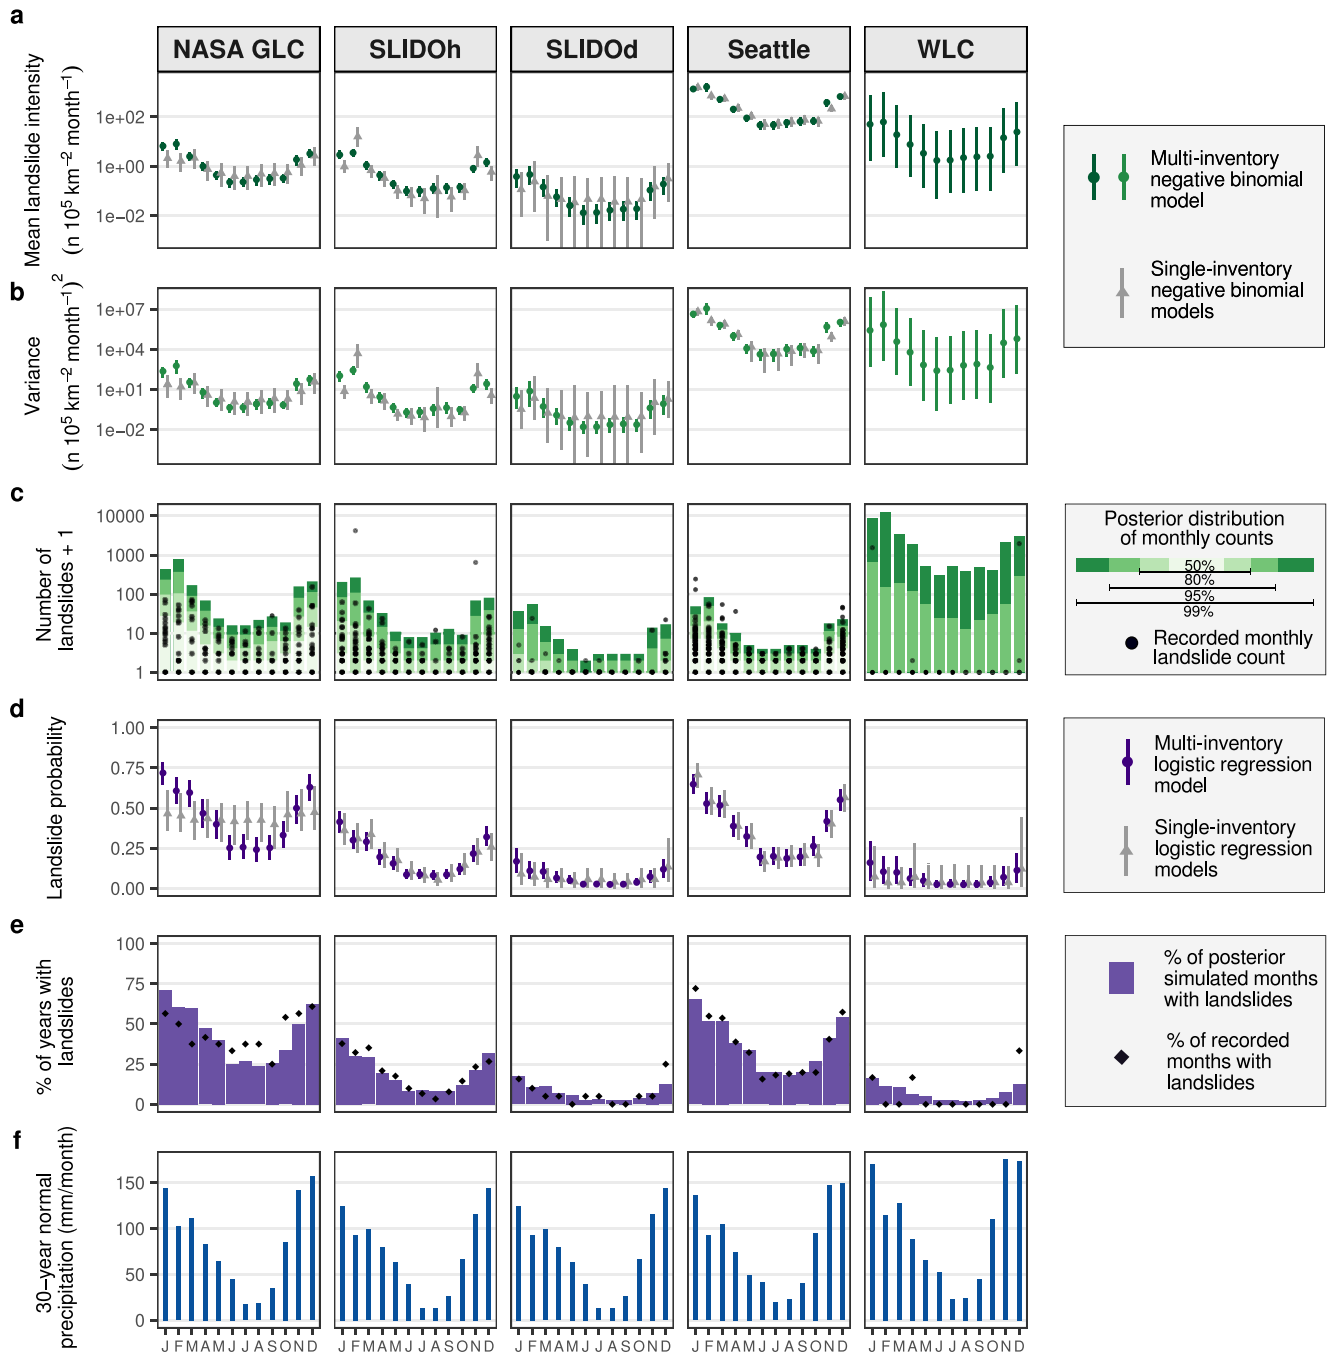 a
NASA GLC
SLIDOh
SLIDOd
Seattle
WLC
Mean landslide intensity
(n 10⁵ km⁻² month⁻¹)
1e+02
1e+00
1e−02
Multi-inventory
negative binomial
model
Single-inventory
negative binomial
models
b
Variance
(n 10⁵ km⁻² month⁻¹)²
1e+07
1e+04
1e+01
1e−02
c
Number of
landslides + 1
10000
1000
100
10
1
Posterior distribution
of monthly counts
50%
80%
95%
99%
Recorded monthly
landslide count
d
Landslide probability
1.00
0.75
0.50
0.25
0.00
Multi-inventory
logistic regression
model
Single-inventory
logistic regression
models
e
% of years with
landslides
100
75
50
25
0
% of posterior
simulated months
with landslides
% of recorded
months with
landslides
f
30−year normal
precipitation (mm/month)
150
100
50
0
J F M A M J J A S O N D
J F M A M J J A S O N D
J F M A M J J A S O N D
J F M A M J J A S O N D
J F M A M J J A S O N D